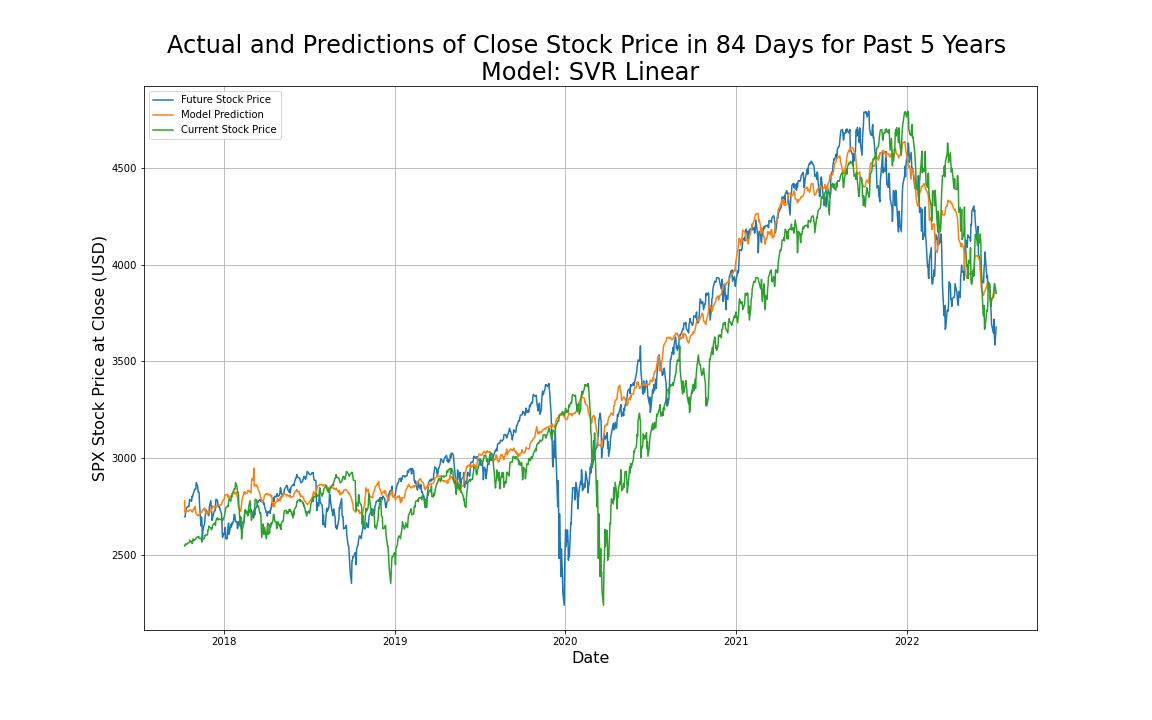 Actual and Predictions of Close Stock Price in 84 Days for Past 5 Years
Model: SVR Linear
Future Stock Price
Model Prediction
Current Stock Price
SPX Stock Price at Close (USD)
4500
4000
3500
3000
2500
2018 2019 2020 2021 2022
Date